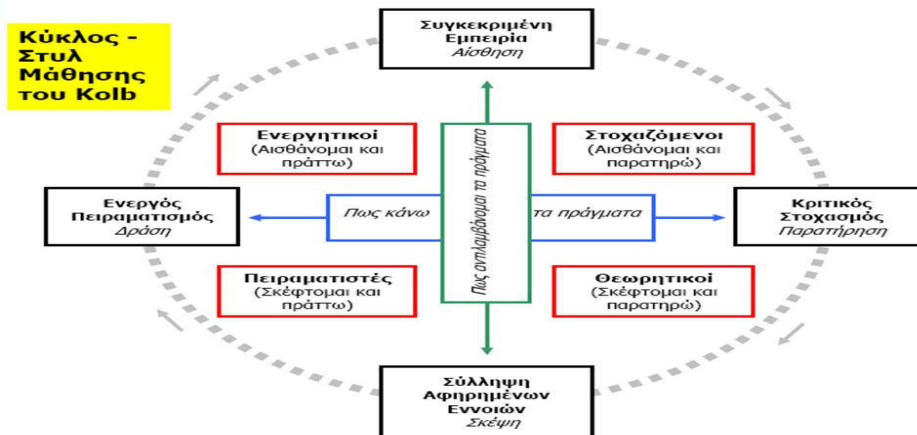 Κύκλος -
Στυλ
Μάθησης
του Kolb
Συγκεκριμένη
Εμπειρία
Αίσθηση
Ενεργητικοί
(Αισθάνομαι και
πράττω)
Στοχαζόμενοι
(Αισθάνομαι και
παρατηρώ)
Ενεργός
Πειραματισμός
Δράση
Πως κάνω
τα πράγματα
Πως αντιλαμβάνομαι τα πράγματα
Κριτικός
Στοχασμός
Παρατήρηση
Πειραματιστές
(Σκέφτομαι και
πράττω)
Θεωρητικοί
(Σκέφτομαι και
παρατηρώ)
Σύλληψη
Αφηρημένων
Εννοιών
Σκέψη